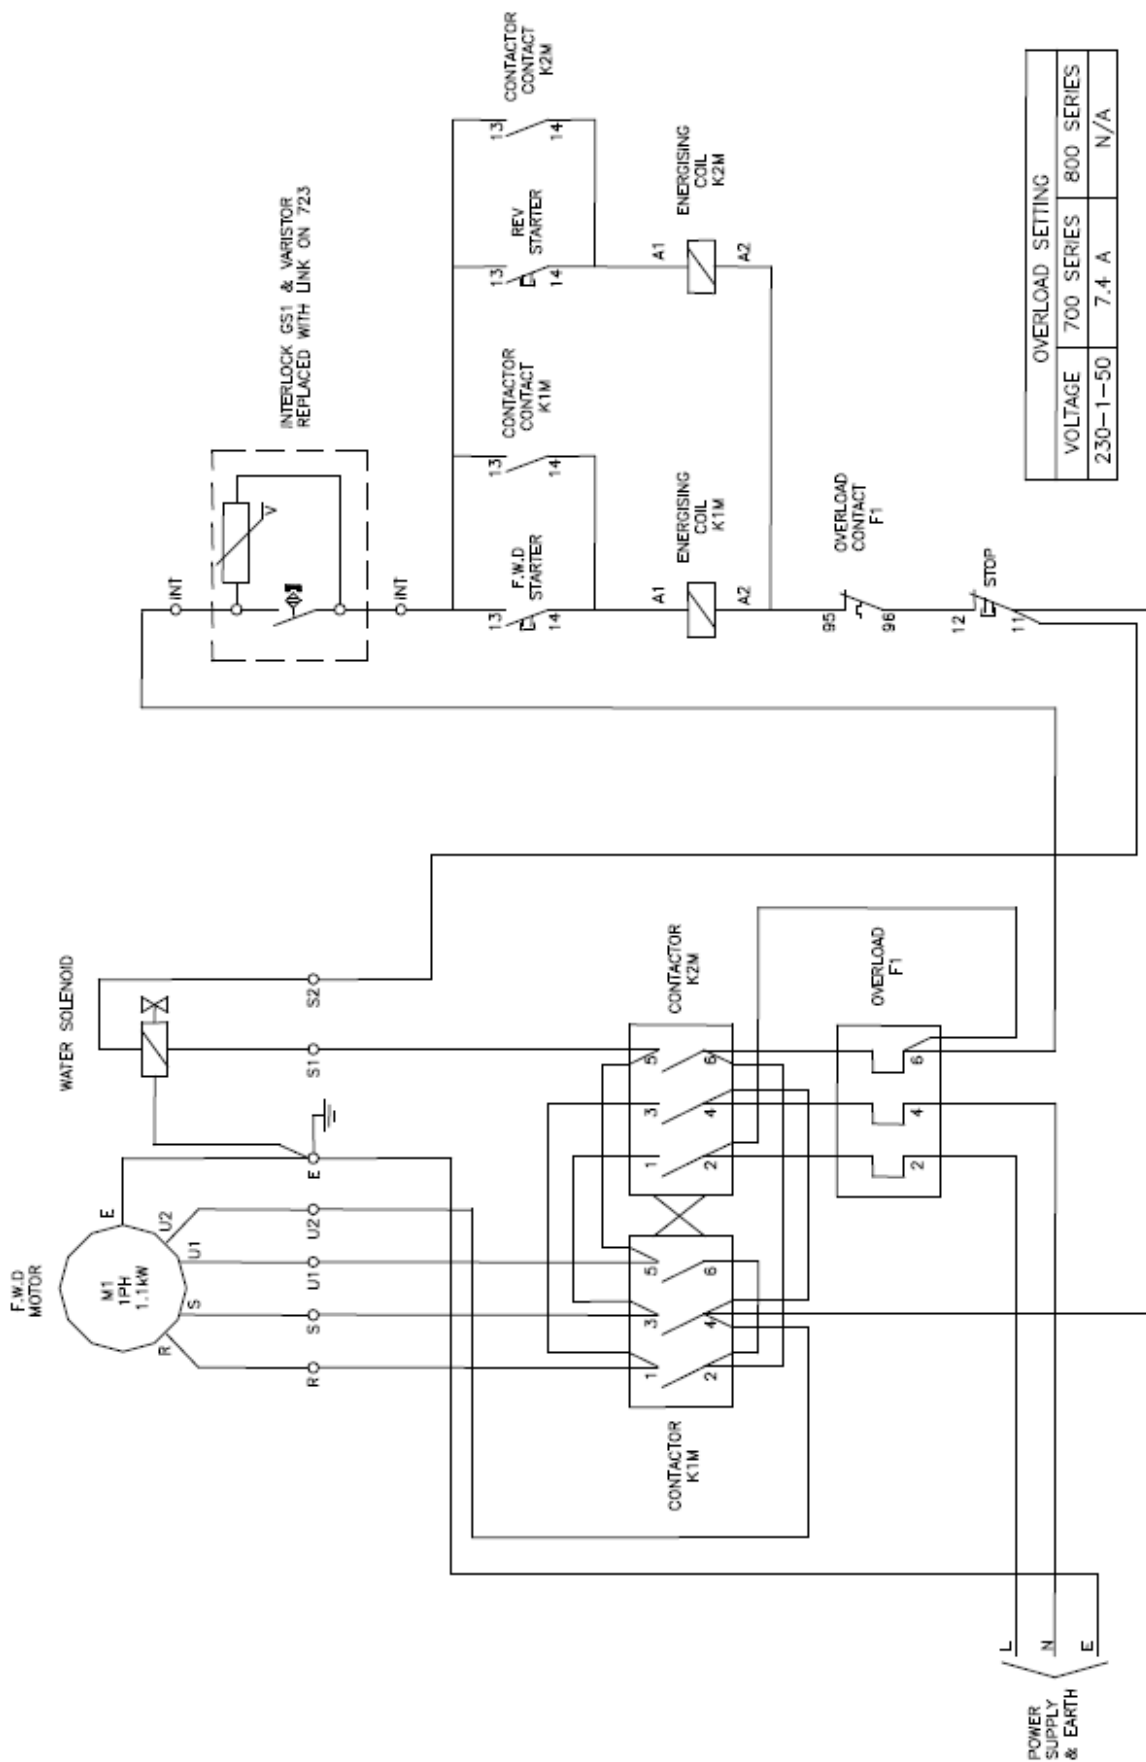 F.W.D
MOTOR
M1
1PH
1.1kW
R
S
U1
U2
E
WATER SOLENOID
R
S
U1
U2
E
S1
S2
CONTACTOR
K1M
1
3
5
2
4
6
CONTACTOR
K2M
1
3
5
2
4
6
OVERLOAD
F1
2
4
6
POWER
SUPPLY
& EARTH
L
N
E
INT
INT
V
INTERLOCK GS1 & VARISTOR
REPLACED WITH LINK ON 723
F.W.D
STARTER
13
14
CONTACTOR
CONTACT
K1M
13
14
REV
STARTER
13
14
CONTACTOR
CONTACT
K2M
13
14
ENERGISING
COIL
K1M
A1
A2
ENERGISING
COIL
K2M
A1
A2
OVERLOAD
CONTACT
F1
95
96
STOP
12
11
OVERLOAD SETTING
VOLTAGE 700 SERIES 800 SERIES
230-1-50 7.4 A N/A